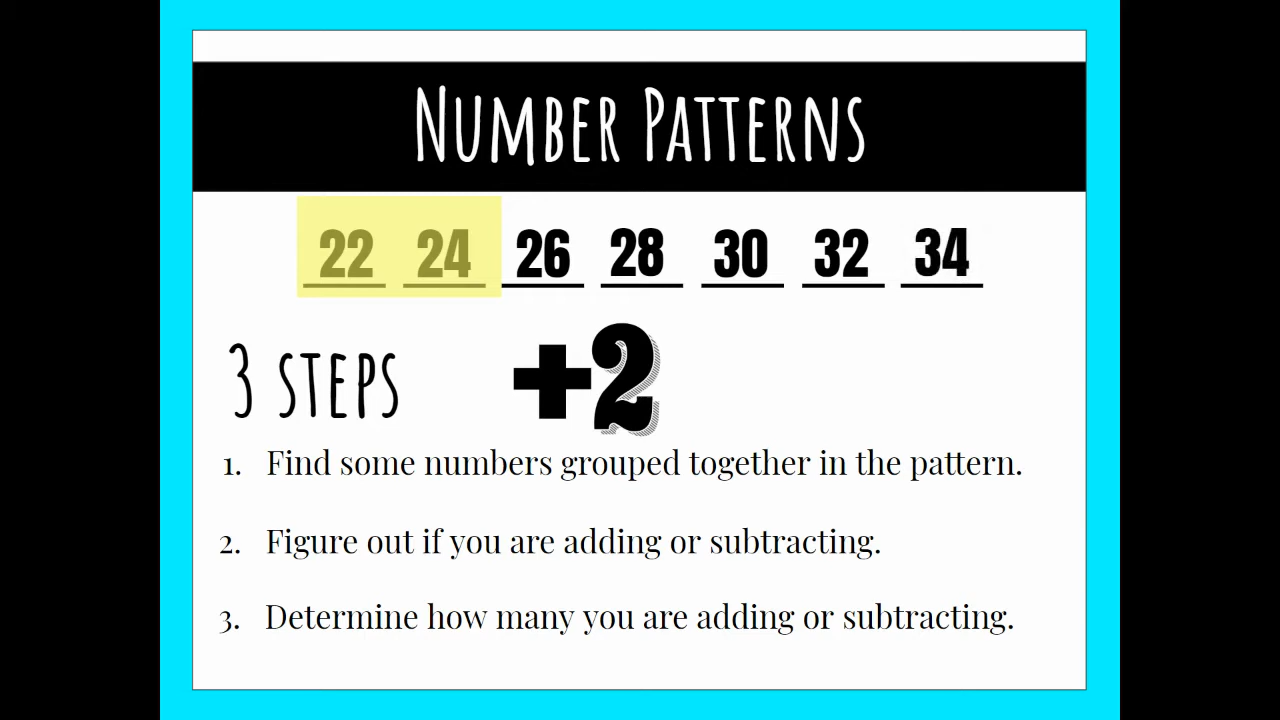 Number Patterns
22 24 26 28 30 32 34
3 steps +2
1. Find some numbers grouped together in the pattern.
2. Figure out if you are adding or subtracting.
3. Determine how many you are adding or subtracting.